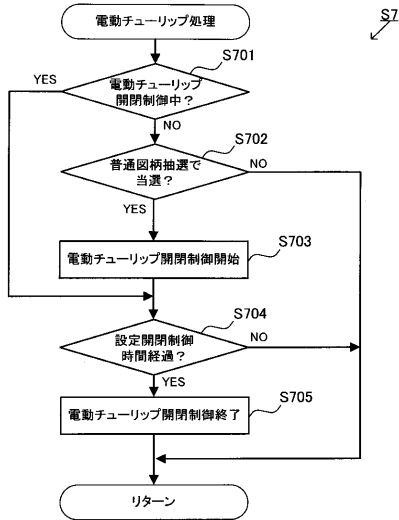 電動チューリップ処理
S7
S701
YES
電動チューリップ
開閉制御中？
NO
S702
普通図柄抽選で
当選？
NO
YES
S703
電動チューリップ開閉制御開始
S704
設定開閉制御
時間経過？
NO
YES
S705
電動チューリップ開閉制御終了
リターン